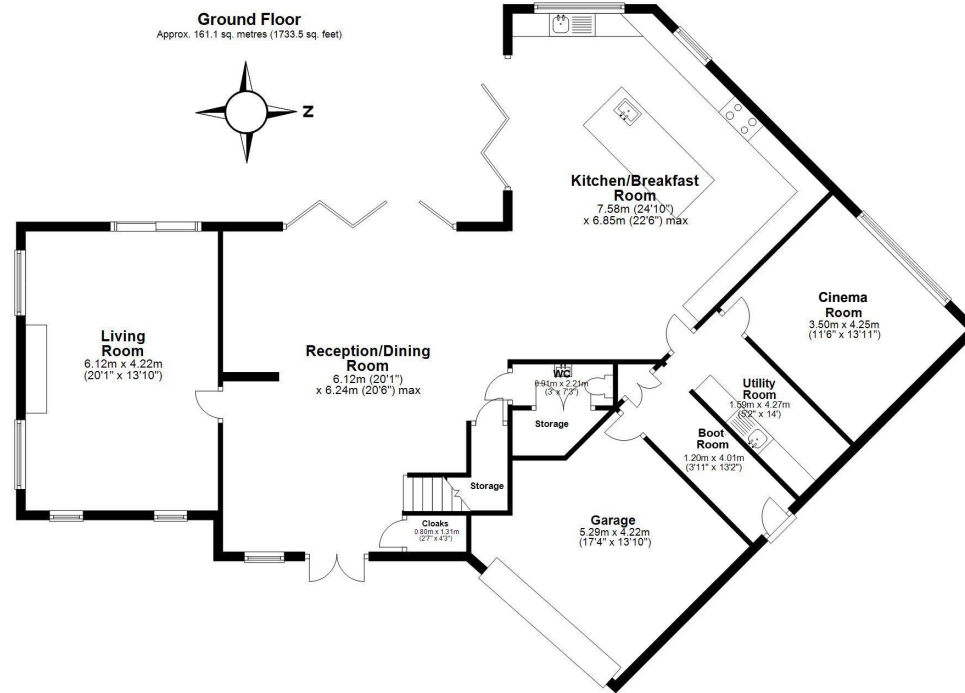 Ground Floor
Approx. 161.1 sq. metres (1733.5 sq. feet)
Z
Kitchen/Breakfast
Room
7.58m (24'10")
x 6.85m (22'6") max
Cinema
Room
3.50m x 4.25m
(11'6" x 13'11")
Living
Room
6.12m x 4.22m
(20'1" x 13'10")
Reception/Dining
Room
6.12m (20'1")
x 6.24m (20'6") max
WC
0.91m x 2.21m
(3' x 7'3")
Storage
Utility
Room
1.59m x 4.27m
(5'2" x 14')
Boot
Room
1.20m x 4.01m
(3'11" x 13'2")
Storage
Cloaks
0.80m x 1.31m
(2'7" x 4'3")
Garage
5.29m x 4.22m
(17'4" x 13'10")